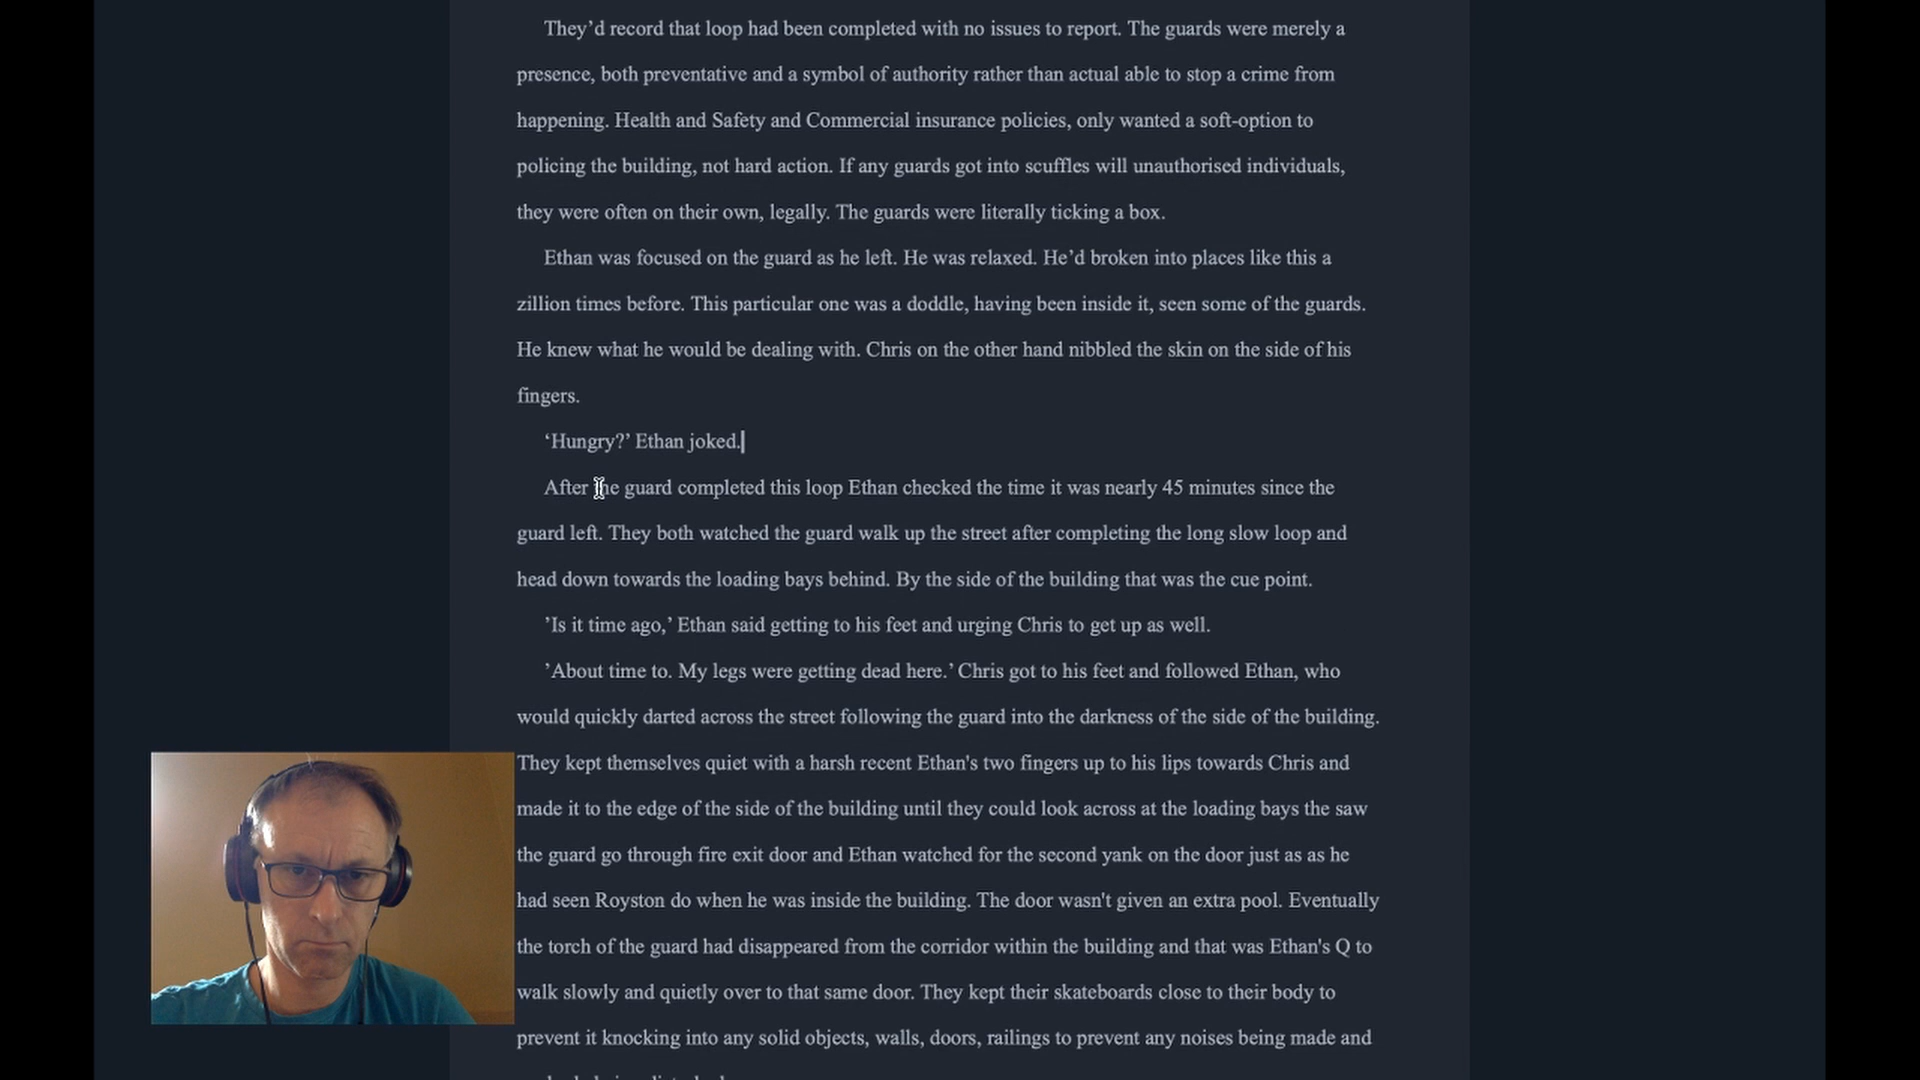 They’d record that loop had been completed with no issues to report. The guards were merely a
presence, both preventative and a symbol of authority rather than actual able to stop a crime from
happening. Health and Safety and Commercial insurance policies, only wanted a soft-option to
policing the building, not hard action. If any guards got into scuffles will unauthorised individuals,
they were often on their own, legally. The guards were literally ticking a box.
Ethan was focused on the guard as he left. He was relaxed. He’d broken into places like this a
zillion times before. This particular one was a doddle, having been inside it, seen some of the guards.
He knew what he would be dealing with. Chris on the other hand nibbled the skin on the side of his
fingers.
‘Hungry?’ Ethan joked.
After the guard completed this loop Ethan checked the time it was nearly 45 minutes since the
guard left. They both watched the guard walk up the street after completing the long slow loop and
head down towards the loading bays behind. By the side of the building that was the cue point.
’Is it time ago,’ Ethan said getting to his feet and urging Chris to get up as well.
’About time to. My legs were getting dead here.’ Chris got to his feet and followed Ethan, who
would quickly darted across the street following the guard into the darkness of the side of the building.
They kept themselves quiet with a harsh recent Ethan's two fingers up to his lips towards Chris and
made it to the edge of the side of the building until they could look across at the loading bays the saw
the guard go through fire exit door and Ethan watched for the second yank on the door just as as he
had seen Royston do when he was inside the building. The door wasn't given an extra pool. Eventually
the torch of the guard had disappeared from the corridor within the building and that was Ethan's Q to
walk slowly and quietly over to that same door. They kept their skateboards close to their body to
prevent it knocking into any solid objects, walls, doors, railings to prevent any noises being made and